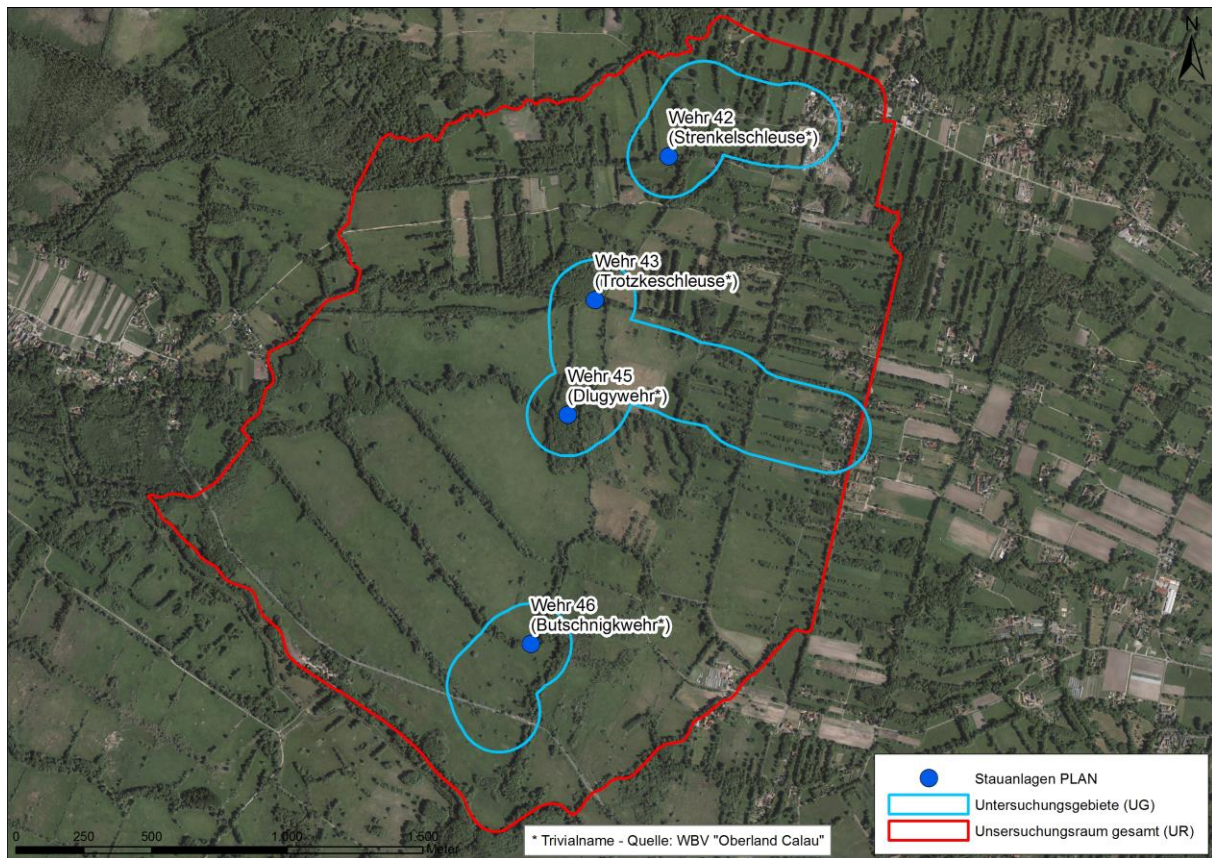 N
Wehr 42
(Strenkelschleuse*)
Wehr 43
(Trotzkeschleuse*)
Wehr 45
(Dlugywehr*)
Wehr 46
(Butschnigkwehr*)
Stauanlagen PLAN
Untersuchungsgebiete (UG)
Unsersuchungsraum gesamt (UR)
0 500 1.000 1.500
Meter
* Trivialname - Quelle: WBV "Oberland Calau"